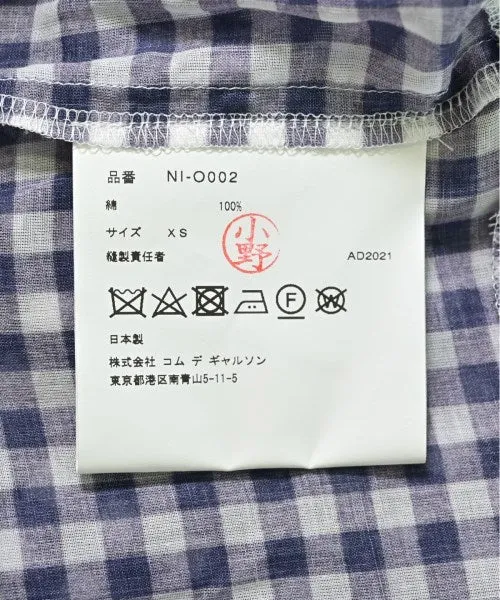 品番 NI-O002
綿 100%
サイズ XS
小野
縫製責任者 AD2021
F W
日本製
株式会社 コム デ ギャルソン
東京都港区南青山5-11-5